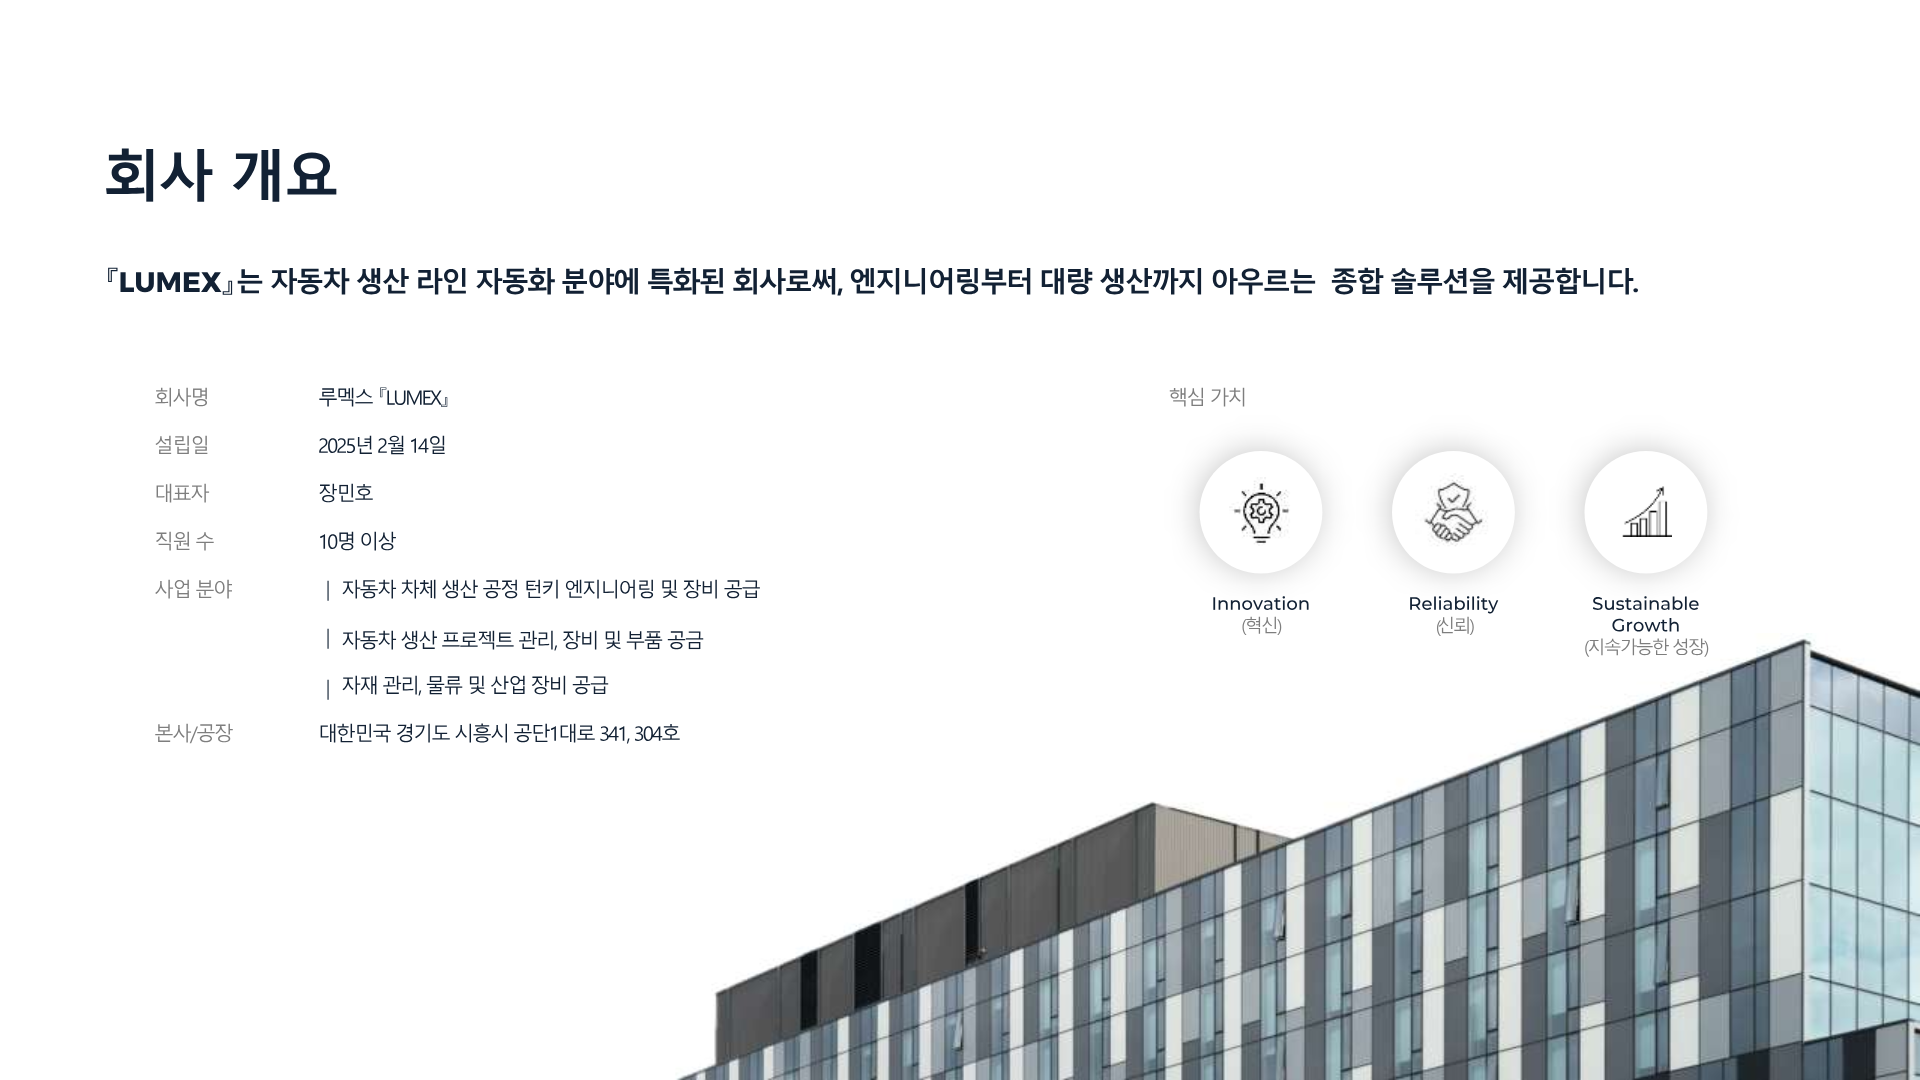 회사 개요
『LUMEX』는 자동차 생산 라인 자동화 분야에 특화된 회사로써, 엔지니어링부터 대량 생산까지 아우르는 종합 솔루션을 제공합니다.
회사명 루멕스 『LUMEX』
설립일 2025년 2월 14일
대표자 장민호
직원 수 10명 이상
사업 분야 | 자동차 차체 생산 공정 턴키 엔지니어링 및 장비 공급
| 자동차 생산 프로젝트 관리, 장비 및 부품 공금
| 자재 관리, 물류 및 산업 장비 공급
본사/공장 대한민국 경기도 시흥시 공단1대로 341, 304호
핵심 가치
Innovation
(혁신)
Reliability
(신뢰)
Sustainable
Growth
(지속가능한 성장)